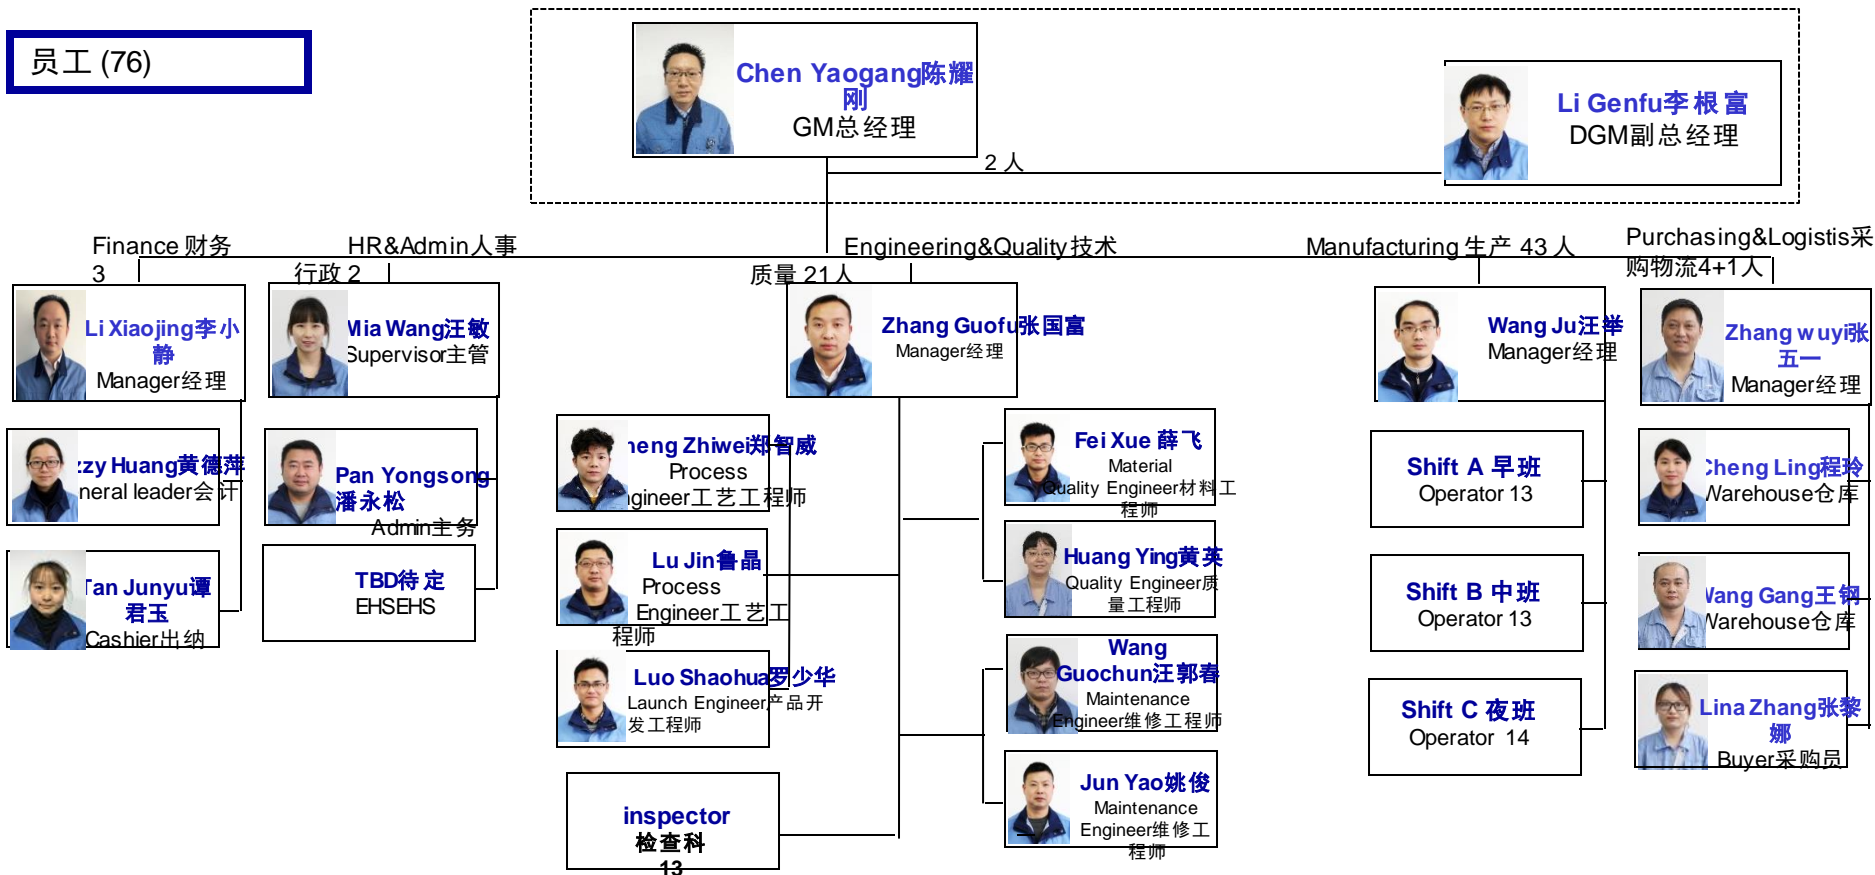 员工 (76)
Chen Yaogang陈耀
刚
GM总经理
Li Genfu李根富
DGM副总经理
2 人
Finance 财务
3
HR&Admin人事
行政 2
Engineering&Quality技术
质量 21人
Manufacturing 生产 43 人
Purchasing&Logistis采
购物流4+1人
Li Xiaojing李小
静
Manager经理
Mia Wang汪敏
Supervisor主管
Zhang Guofu张国富
Manager经理
Wang Ju汪举
Manager经理
Zhang wuyi张
五一
Manager经理
zzy Huang黄德萍
neral leader会计
Pan Yongsong
潘永松
Admin主务
heng Zhiwei郑智威
Process
ngineer工艺工程师
Fei Xue 薛飞
Material
Quality Engineer材料工
程师
Shift A 早班
Operator 13
Cheng Ling程玲
Warehouse仓库
Tan Junyu谭
君玉
Cashier出纳
TBD待定
EHSEHS
Lu Jin鲁晶
Process
Engineer工艺工
程师
Huang Ying黄英
Quality Engineer质
量工程师
Shift B 中班
Operator 13
Wang Gang王钢
Warehouse仓库
Luo Shaohua罗少华
Launch Engineer产品开
发工程师
Wang
Guochun汪郭春
Maintenance
Engineer维修工程师
Shift C 夜班
Operator 14
Lina Zhang张黎
娜
Buyer采购员
inspector
检查科
13
Jun Yao姚俊
Maintenance
Engineer维修工
程师